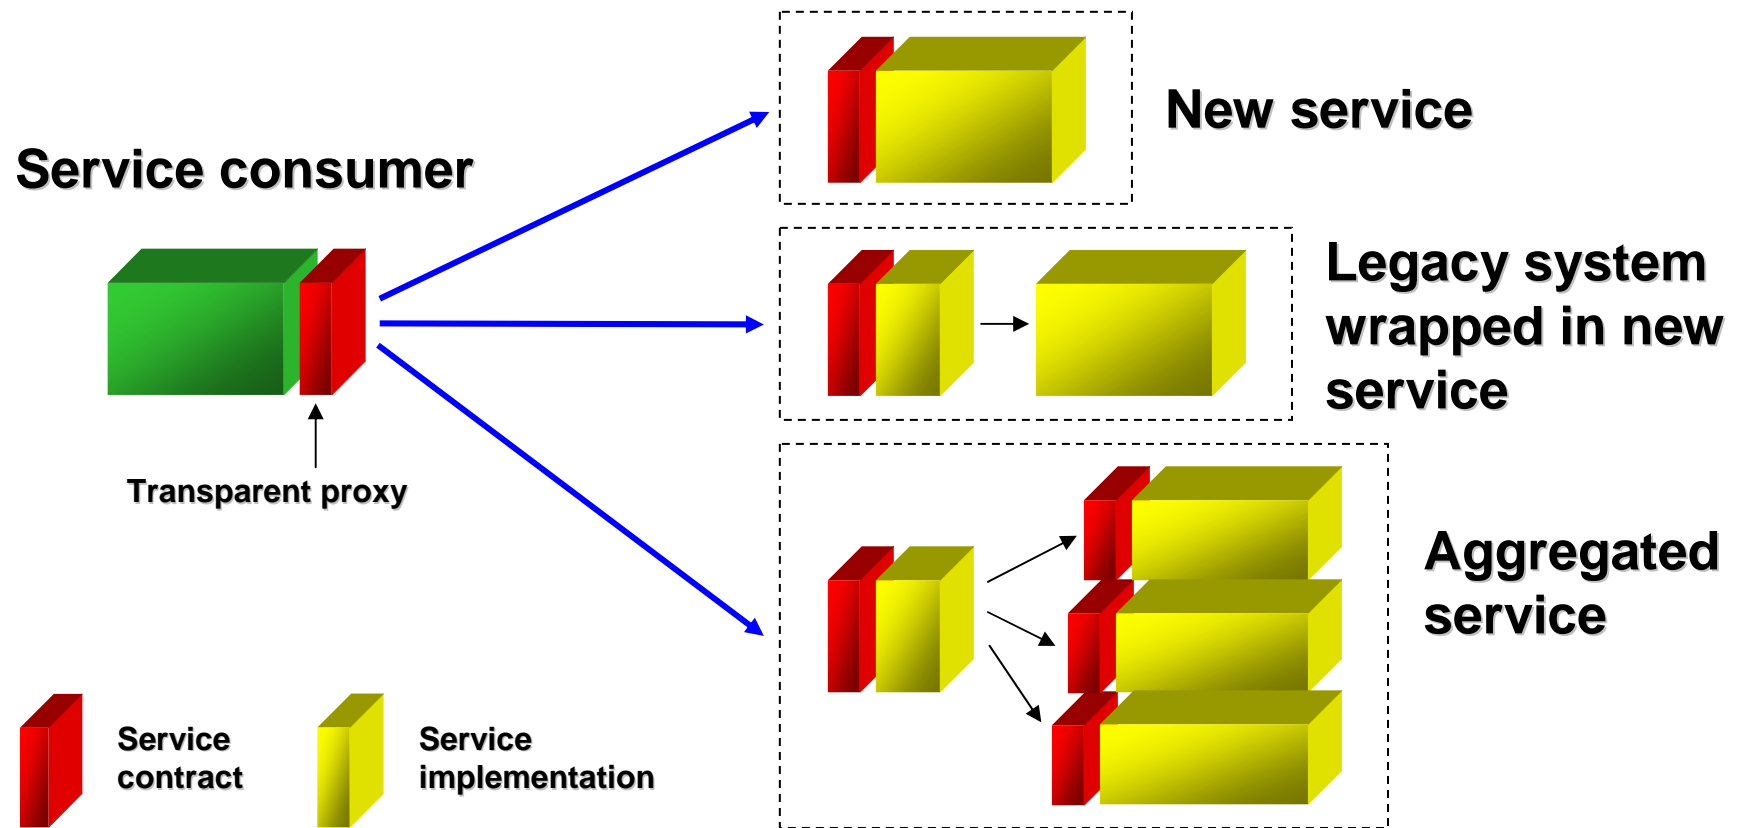 New service
Service consumer
Legacy system
wrapped in new
service
Transparent proxy
Aggregated
service
Service
contract
Service
implementation